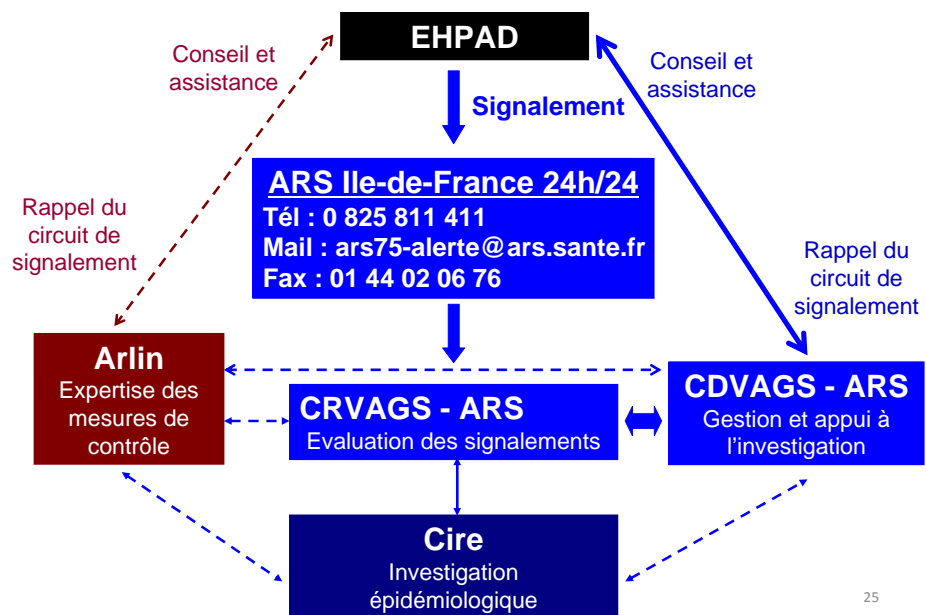 EHPAD
Conseil et
assistance
Conseil et
assistance
Signalement
ARS Ile-de-France 24h/24
Tél : 0 825 811 411
Mail : ars75-alerte@ars.sante.fr
Fax : 01 44 02 06 76
Rappel du
circuit de
signalement
Rappel du
circuit de
signalement
Arlin
Expertise des
mesures de
contrôle
CRVAGS - ARS
Evaluation des signalements
CDVAGS - ARS
Gestion et appui à
l’investigation
Cire
Investigation
épidémiologique
25